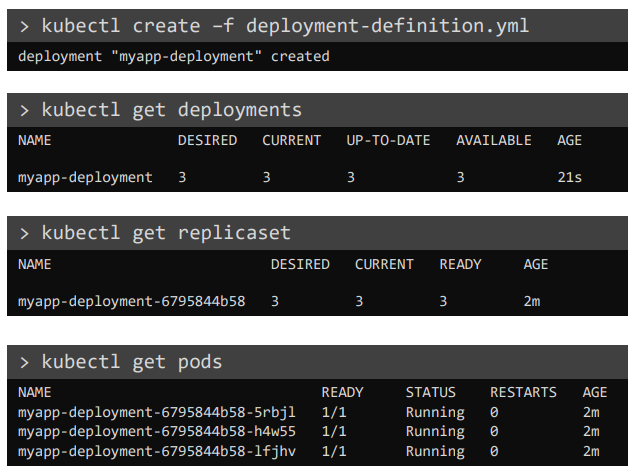 > kubectl create –f deployment-definition.yml
deployment "myapp-deployment" created
> kubectl get deployments
NAME DESIRED CURRENT UP-TO-DATE AVAILABLE AGE
myapp-deployment 3 3 3 3 21s
> kubectl get replicaset
NAME DESIRED CURRENT READY AGE
myapp-deployment-6795844b58 3 3 3 2m
> kubectl get pods
NAME READY STATUS RESTARTS AGE
myapp-deployment-6795844b58-5rbjl 1/1 Running 0 2m
myapp-deployment-6795844b58-h4w55 1/1 Running 0 2m
myapp-deployment-6795844b58-lfjhv 1/1 Running 0 2m